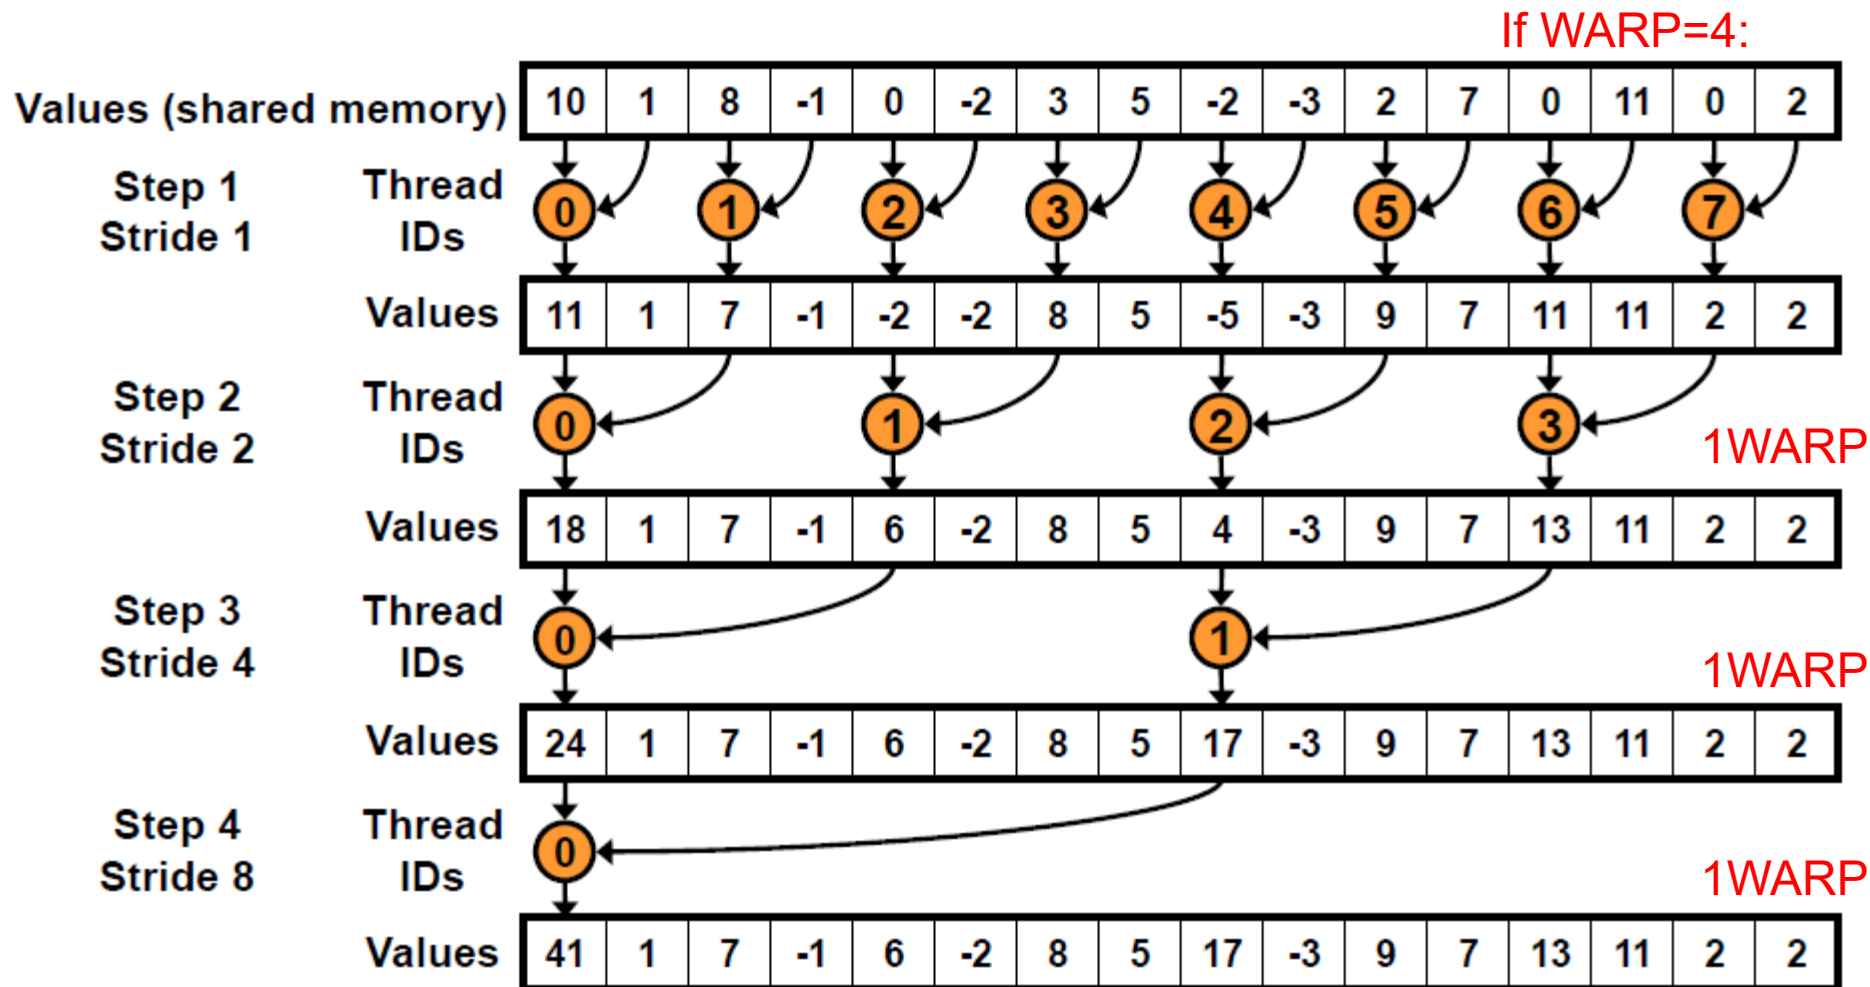 If WARP=4:
Values (shared memory) 10 1 8 -1 0 -2 3 5 -2 -3 2 7 0 11 0 2
Step 1 Thread
Stride 1 IDs
0 1 2 3 4 5 6 7
Values 11 1 7 -1 -2 -2 8 5 -5 -3 9 7 11 11 2 2
Step 2 Thread
Stride 2 IDs
0 1 2 3
1WARP
Values 18 1 7 -1 6 -2 8 5 4 -3 9 7 13 11 2 2
Step 3 Thread
Stride 4 IDs
0 1
1WARP
Values 24 1 7 -1 6 -2 8 5 17 -3 9 7 13 11 2 2
Step 4 Thread
Stride 8 IDs
0
1WARP
Values 41 1 7 -1 6 -2 8 5 17 -3 9 7 13 11 2 2